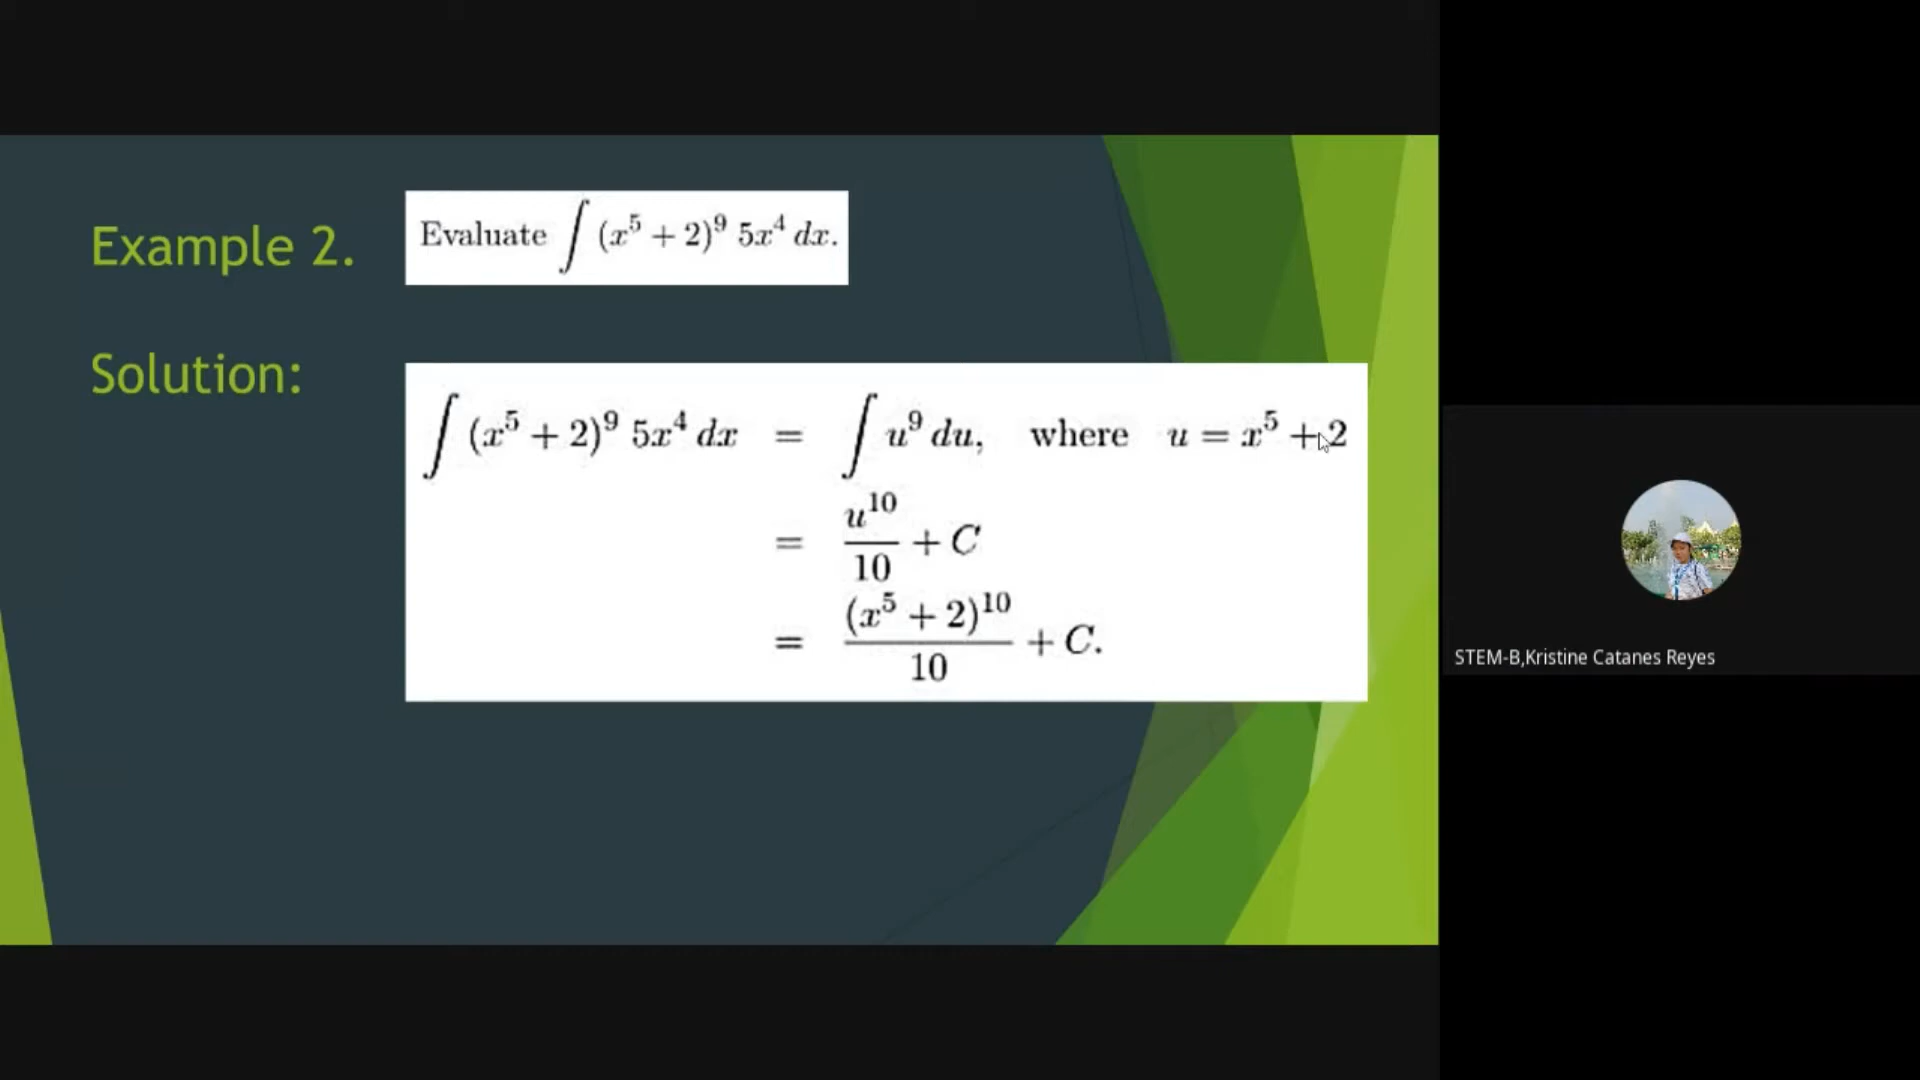 Example 2.
Evaluate ∫ (x⁵ + 2)⁹ 5x⁴ dx.
Solution:
∫ (x⁵ + 2)⁹ 5x⁴ dx = ∫ u⁹ du, where u = x⁵ + 2
= u¹⁰/10 + C
= (x⁵ + 2)¹⁰/10 + C.
STEM-B,Kristine Catanes Reyes